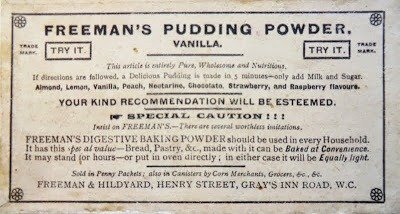 FREEMAN'S PUDDING POWDER.
VANILLA.
TRADE MARK.
TRY IT.
TRY IT.
TRADE MARK.
This article is entirely Pure, Wholesome and Nutritious.
If directions are followed, a Delicious Pudding is made in 5 minutes—only add Milk and Sugar.
Almond, Lemon, Vanilla, Peach, Nectarine, Chocolate, Strawberry, and Raspberry flavours.
YOUR KIND RECOMMENDATION WILL BE ESTEEMED.
☞ SPECIAL CAUTION!!!
Insist on FREEMAN'S.—There are several worthless imitations.
FREEMAN'S DIGESTIVE BAKING POWDER should be used in every Household.
It has this spe al value—Bread, Pastry, &c., made with it can be Baked at Convenience.
It may stand for hours—or put in oven directly; in either case it will be Equally light.
Sold in Penny Packets; also in Canisters by Corn Merchants, Grocers, &c., &c.
FREEMAN & HILDYARD, HENRY STREET, GRAY'S INN ROAD, W.C.